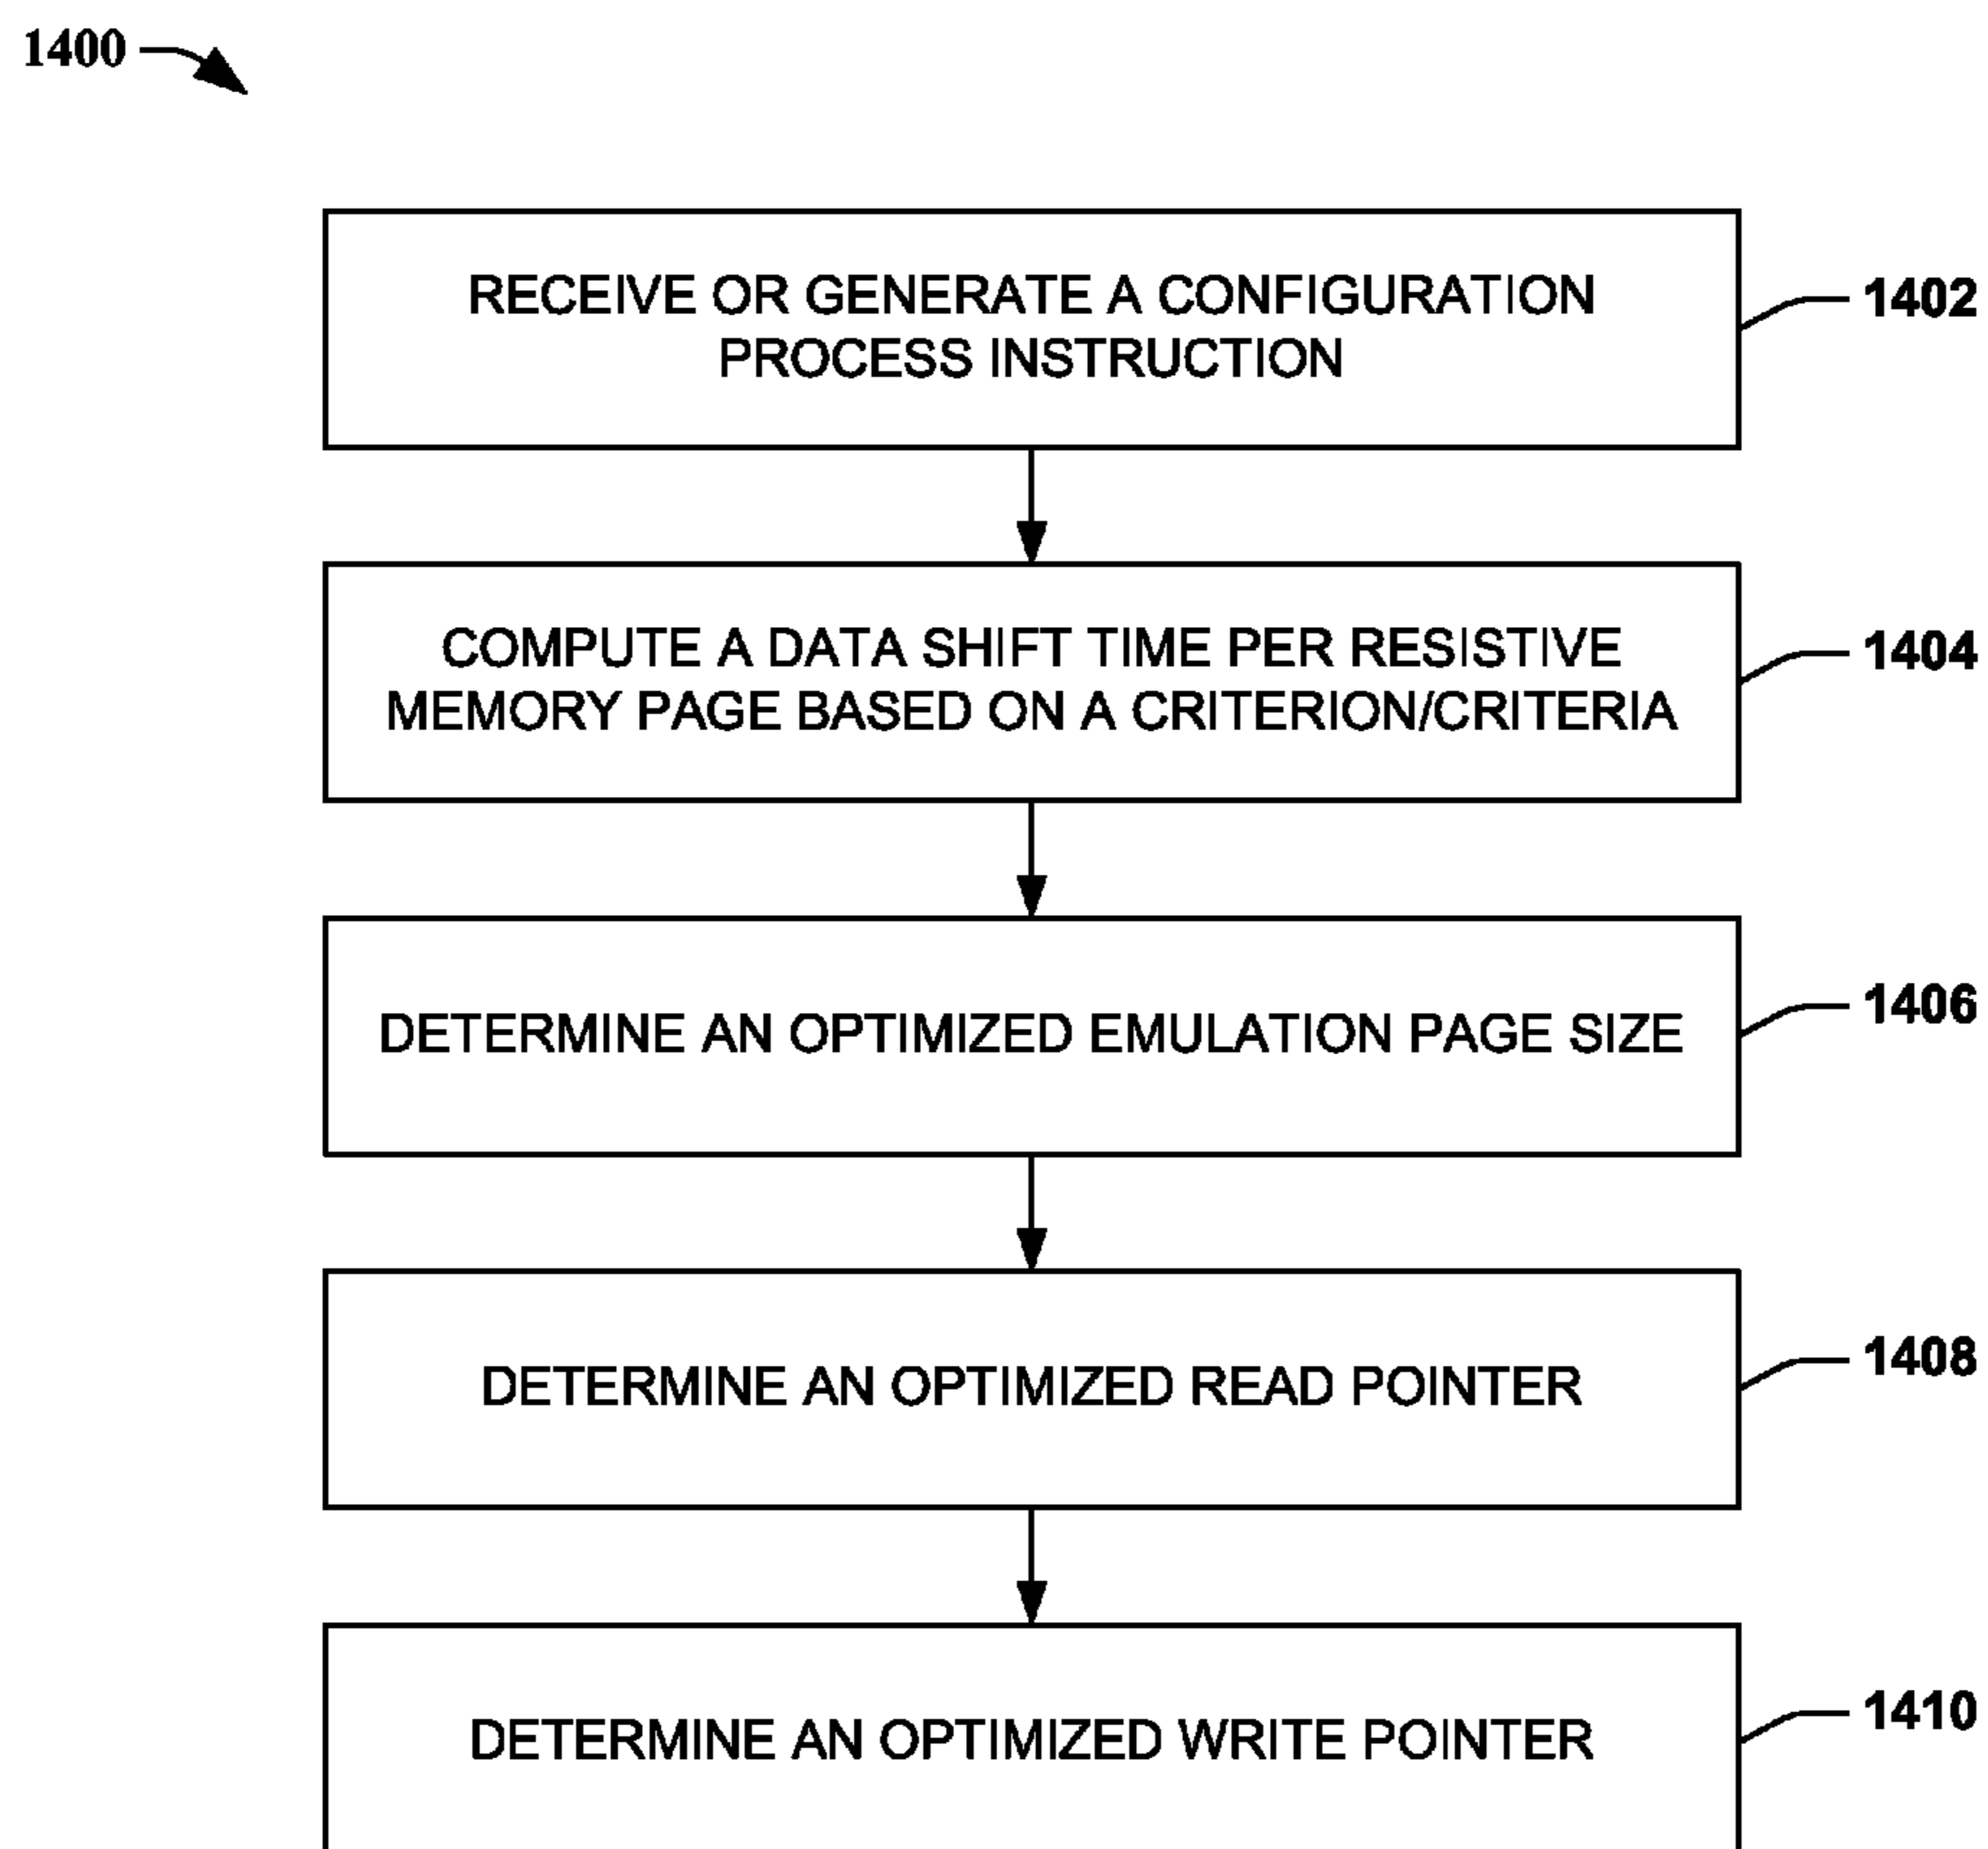 1400
RECEIVE OR GENERATE A CONFIGURATION
PROCESS INSTRUCTION
1402
COMPUTE A DATA SHIFT TIME PER RESISTIVE
MEMORY PAGE BASED ON A CRITERION/CRITERIA
1404
DETERMINE AN OPTIMIZED EMULATION PAGE SIZE
1406
DETERMINE AN OPTIMIZED READ POINTER
1408
DETERMINE AN OPTIMIZED WRITE POINTER
1410